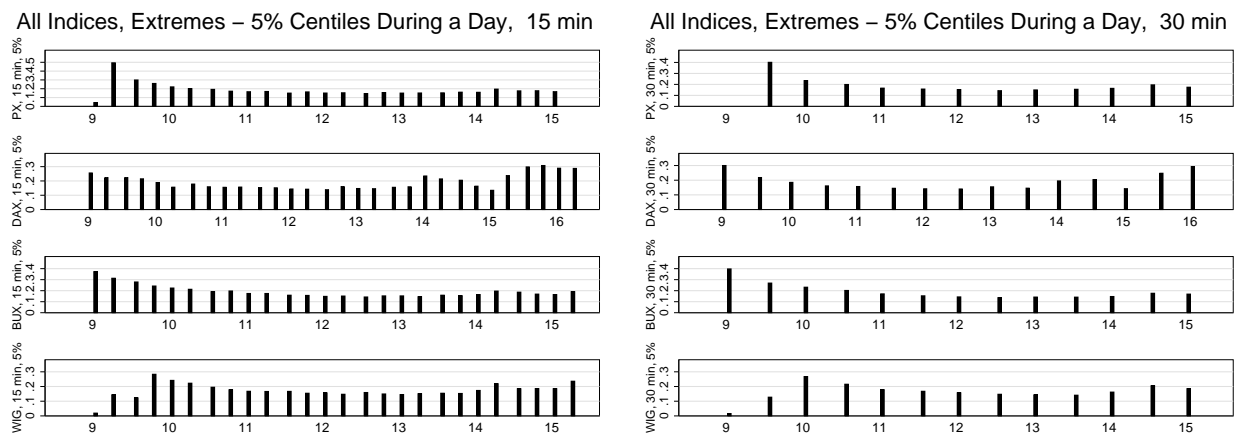 All Indices, Extremes – 5% Centiles During a Day, 15 min
PX, 15 min, 5%
0 .1 .2 .3 .4 .5
9 10 11 12 13 14 15
DAX, 15 min, 5%
0 .1 .2 .3
9 10 11 12 13 14 15 16
BUX, 15 min, 5%
0 .1 .2 .3 .4
9 10 11 12 13 14 15
WIG, 15 min, 5%
0 .1 .2 .3
9 10 11 12 13 14 15
All Indices, Extremes – 5% Centiles During a Day, 30 min
PX, 30 min, 5%
0 .1 .2 .3 .4
9 10 11 12 13 14 15
DAX, 30 min, 5%
0 .1 .2 .3
9 10 11 12 13 14 15 16
BUX, 30 min, 5%
0 .1 .2 .3 .4
9 10 11 12 13 14 15
WIG, 30 min, 5%
0 .1 .2 .3
9 10 11 12 13 14 15